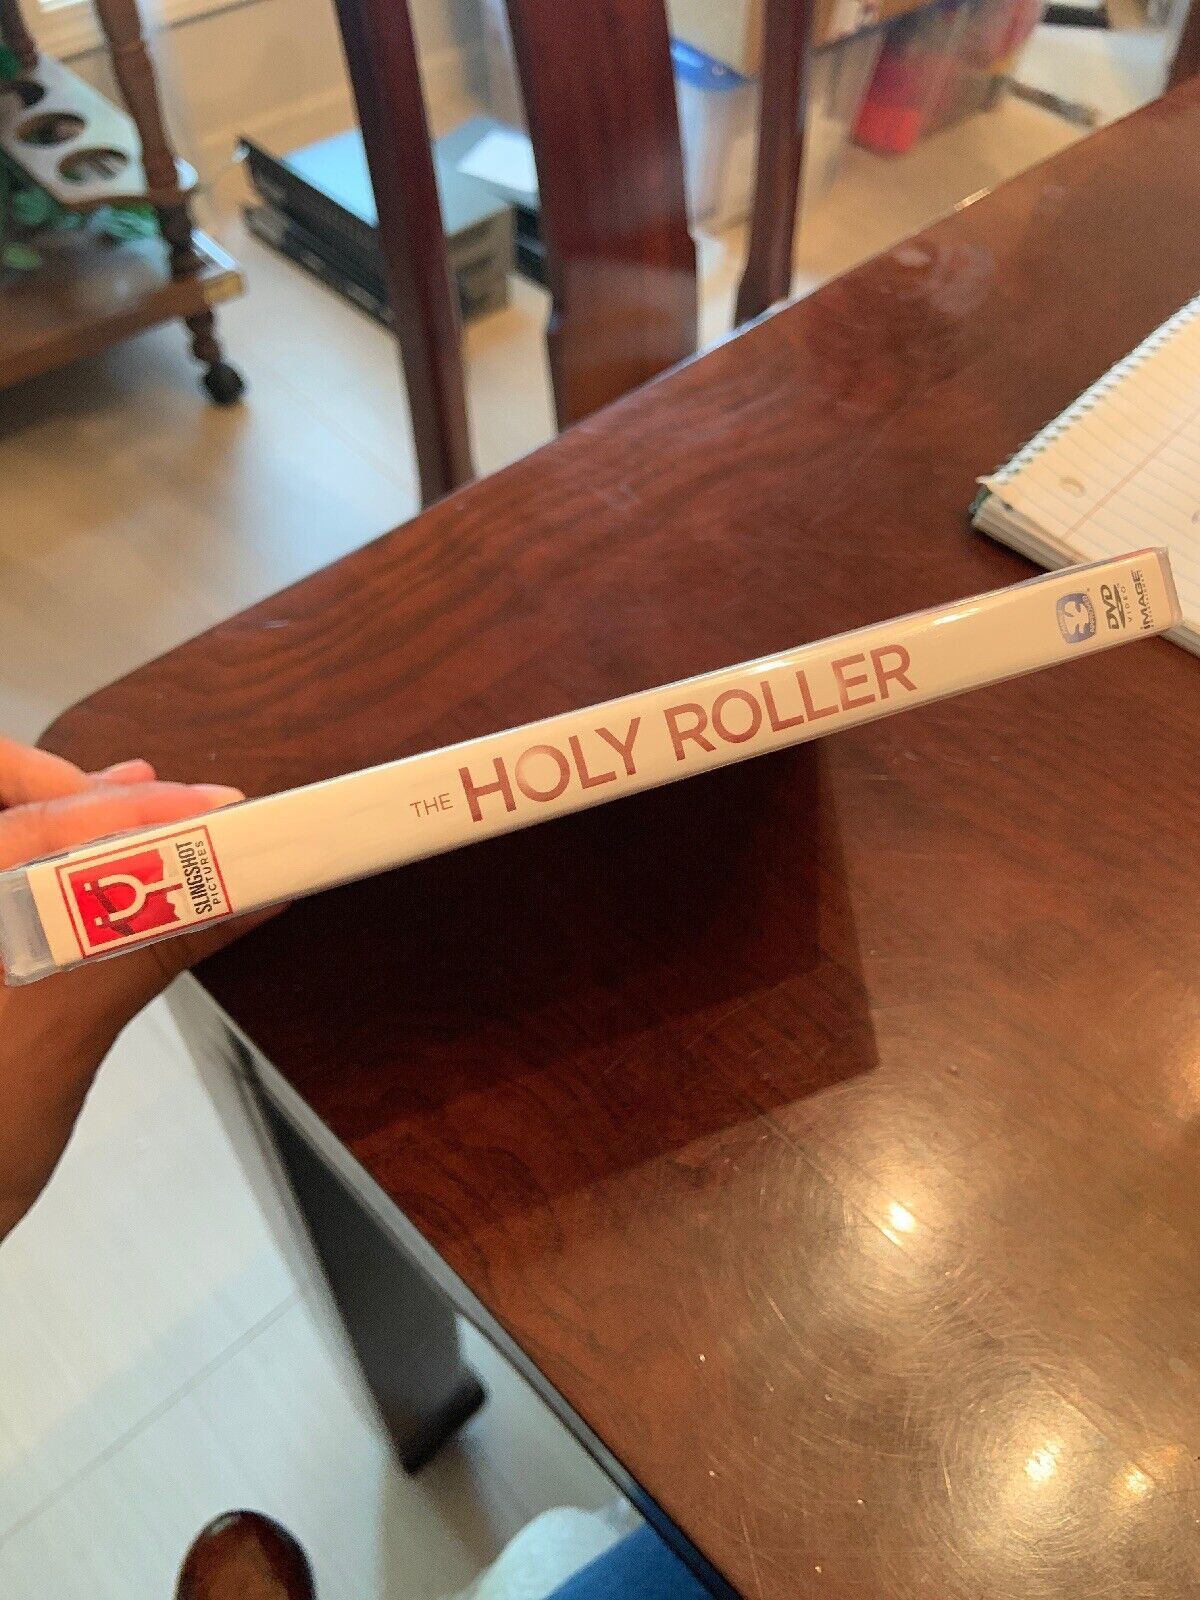 THE HOLY ROLLER
SLINGSHOT
PICTURES
DVD
VIDEO
IMAGE